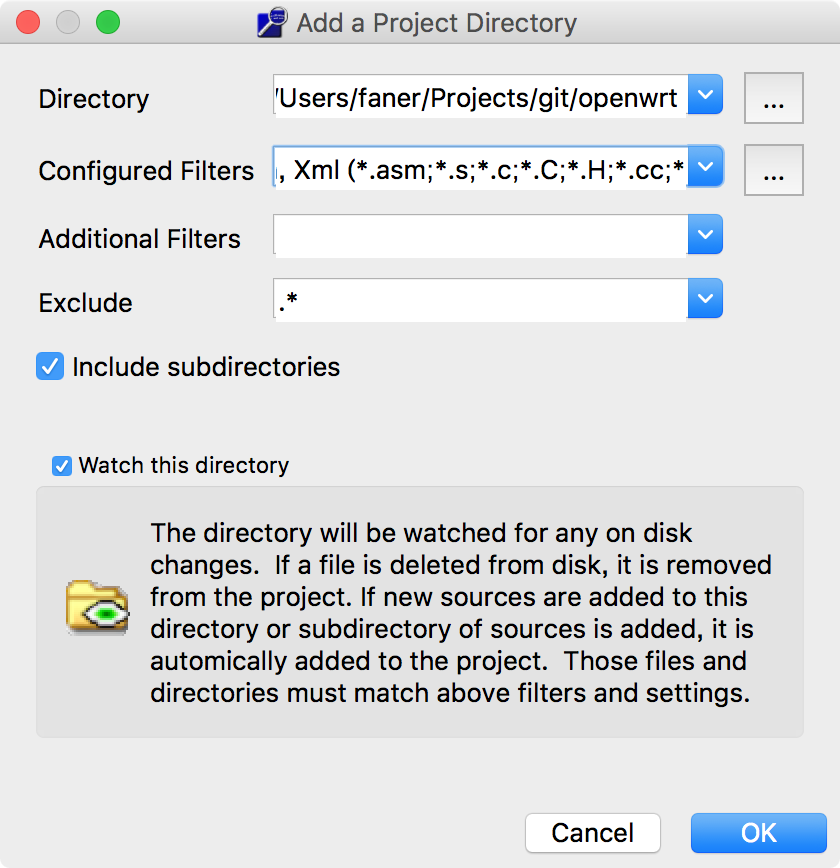 Add a Project Directory
Directory /Users/faner/Projects/git/openwrt ...
Configured Filters ), Xml (*.asm;*.s;*.c;*.C;*.H;*.cc;* ...
Additional Filters
Exclude .*
Include subdirectories
Watch this directory
The directory will be watched for any on disk
changes.  If a file is deleted from disk, it is removed
from the project. If new sources are added to this
directory or subdirectory of sources is added, it is
automically added to the project.  Those files and
directories must match above filters and settings.
Cancel OK